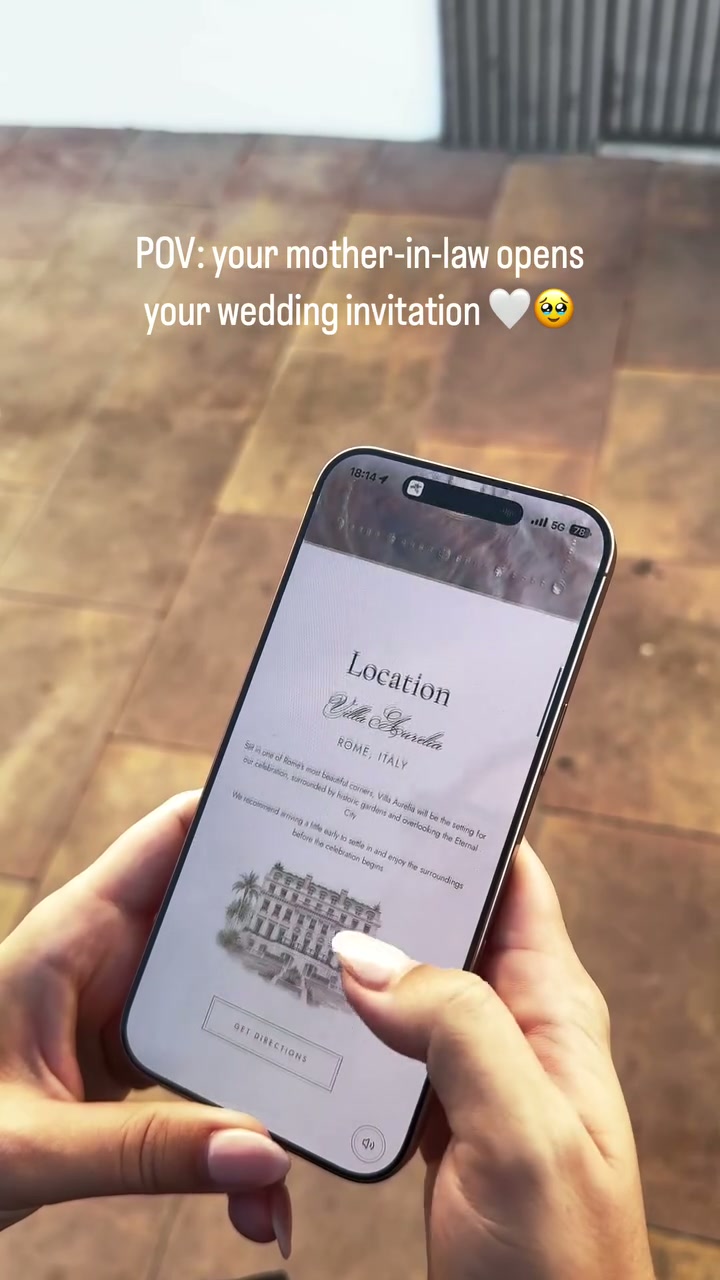 POV: your mother-in-law opens
your wedding invitation 🤍🥹
18:14
5G 78
Location
Villa Aurelia
ROME, ITALY
Set in one of Rome's most beautiful corners, Villa Aurelia will be the setting for
our celebration, surrounded by historic gardens and overlooking the Eternal
City
We recommend arriving a little early to settle in and enjoy the surroundings
before the celebration begins
GET DIRECTIONS